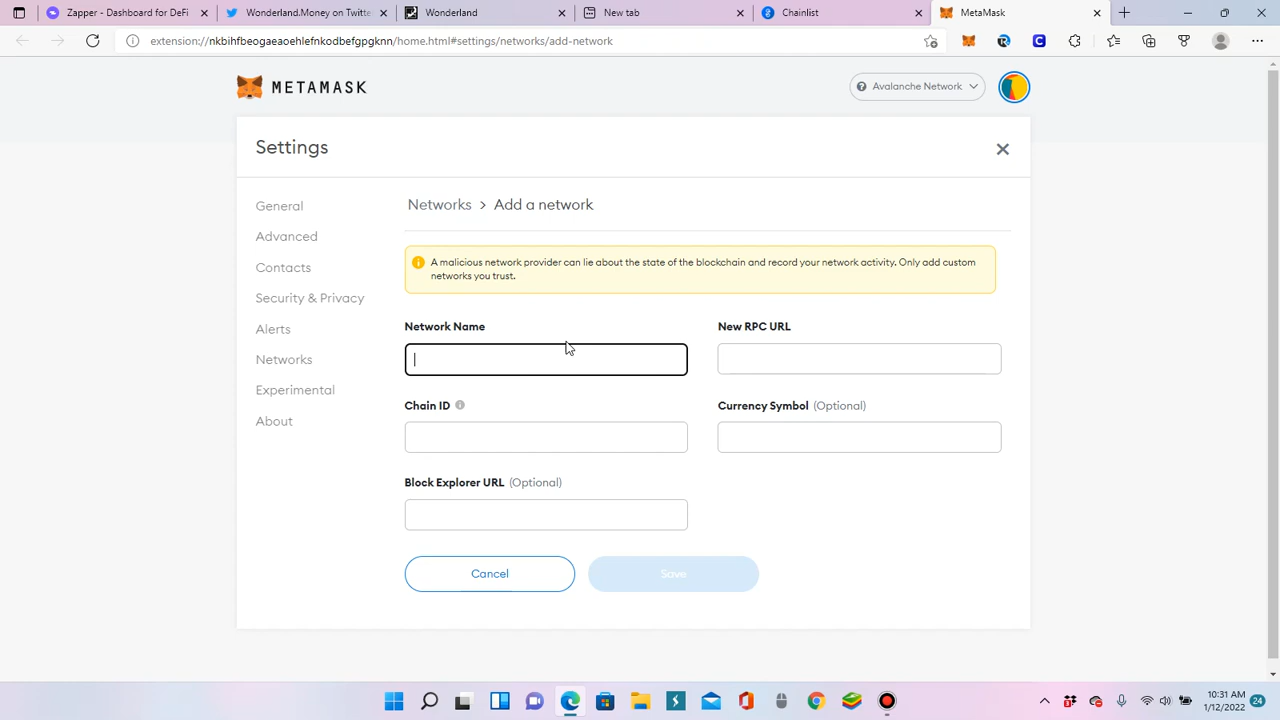 Zapper - Dashboard for DeFi
Wonderland.Money on Twitte
Wonderland
New tab
Chainlist
MetaMask
extension://nkbihfbeogaeaoehlefnkodbefgpgknn/home.html#settings/networks/add-network
METAMASK
Avalanche Network
Settings
General
Advanced
Contacts
Security & Privacy
Alerts
Networks
Experimental
About
Networks > Add a network
A malicious network provider can lie about the state of the blockchain and record your network activity. Only add custom
networks you trust.
Network Name
New RPC URL
Chain ID
Currency Symbol (Optional)
Block Explorer URL (Optional)
Cancel
Save
10:31 AM
1/12/2022
24